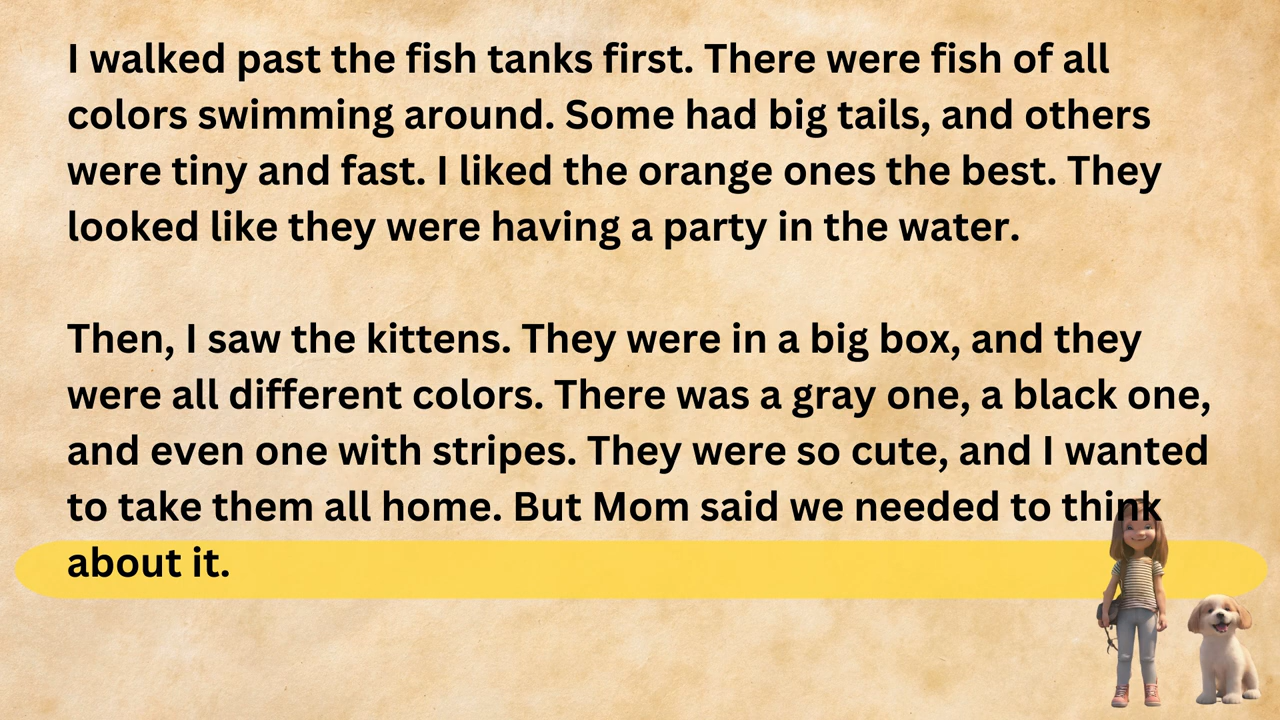 I walked past the fish tanks first. There were fish of all
colors swimming around. Some had big tails, and others
were tiny and fast. I liked the orange ones the best. They
looked like they were having a party in the water.
Then, I saw the kittens. They were in a big box, and they
were all different colors. There was a gray one, a black one,
and even one with stripes. They were so cute, and I wanted
to take them all home. But Mom said we needed to think
about it.